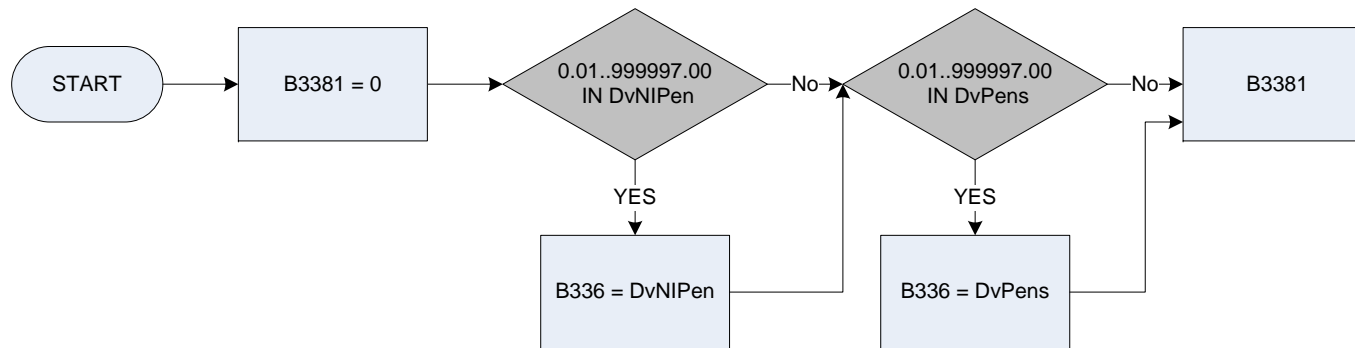 START
B3381 = 0
0.01..999997.00
IN DvNIPen
No
0.01..999997.00
IN DvPens
No
B3381
YES
YES
B336 = DvNIPen
B336 = DvPens